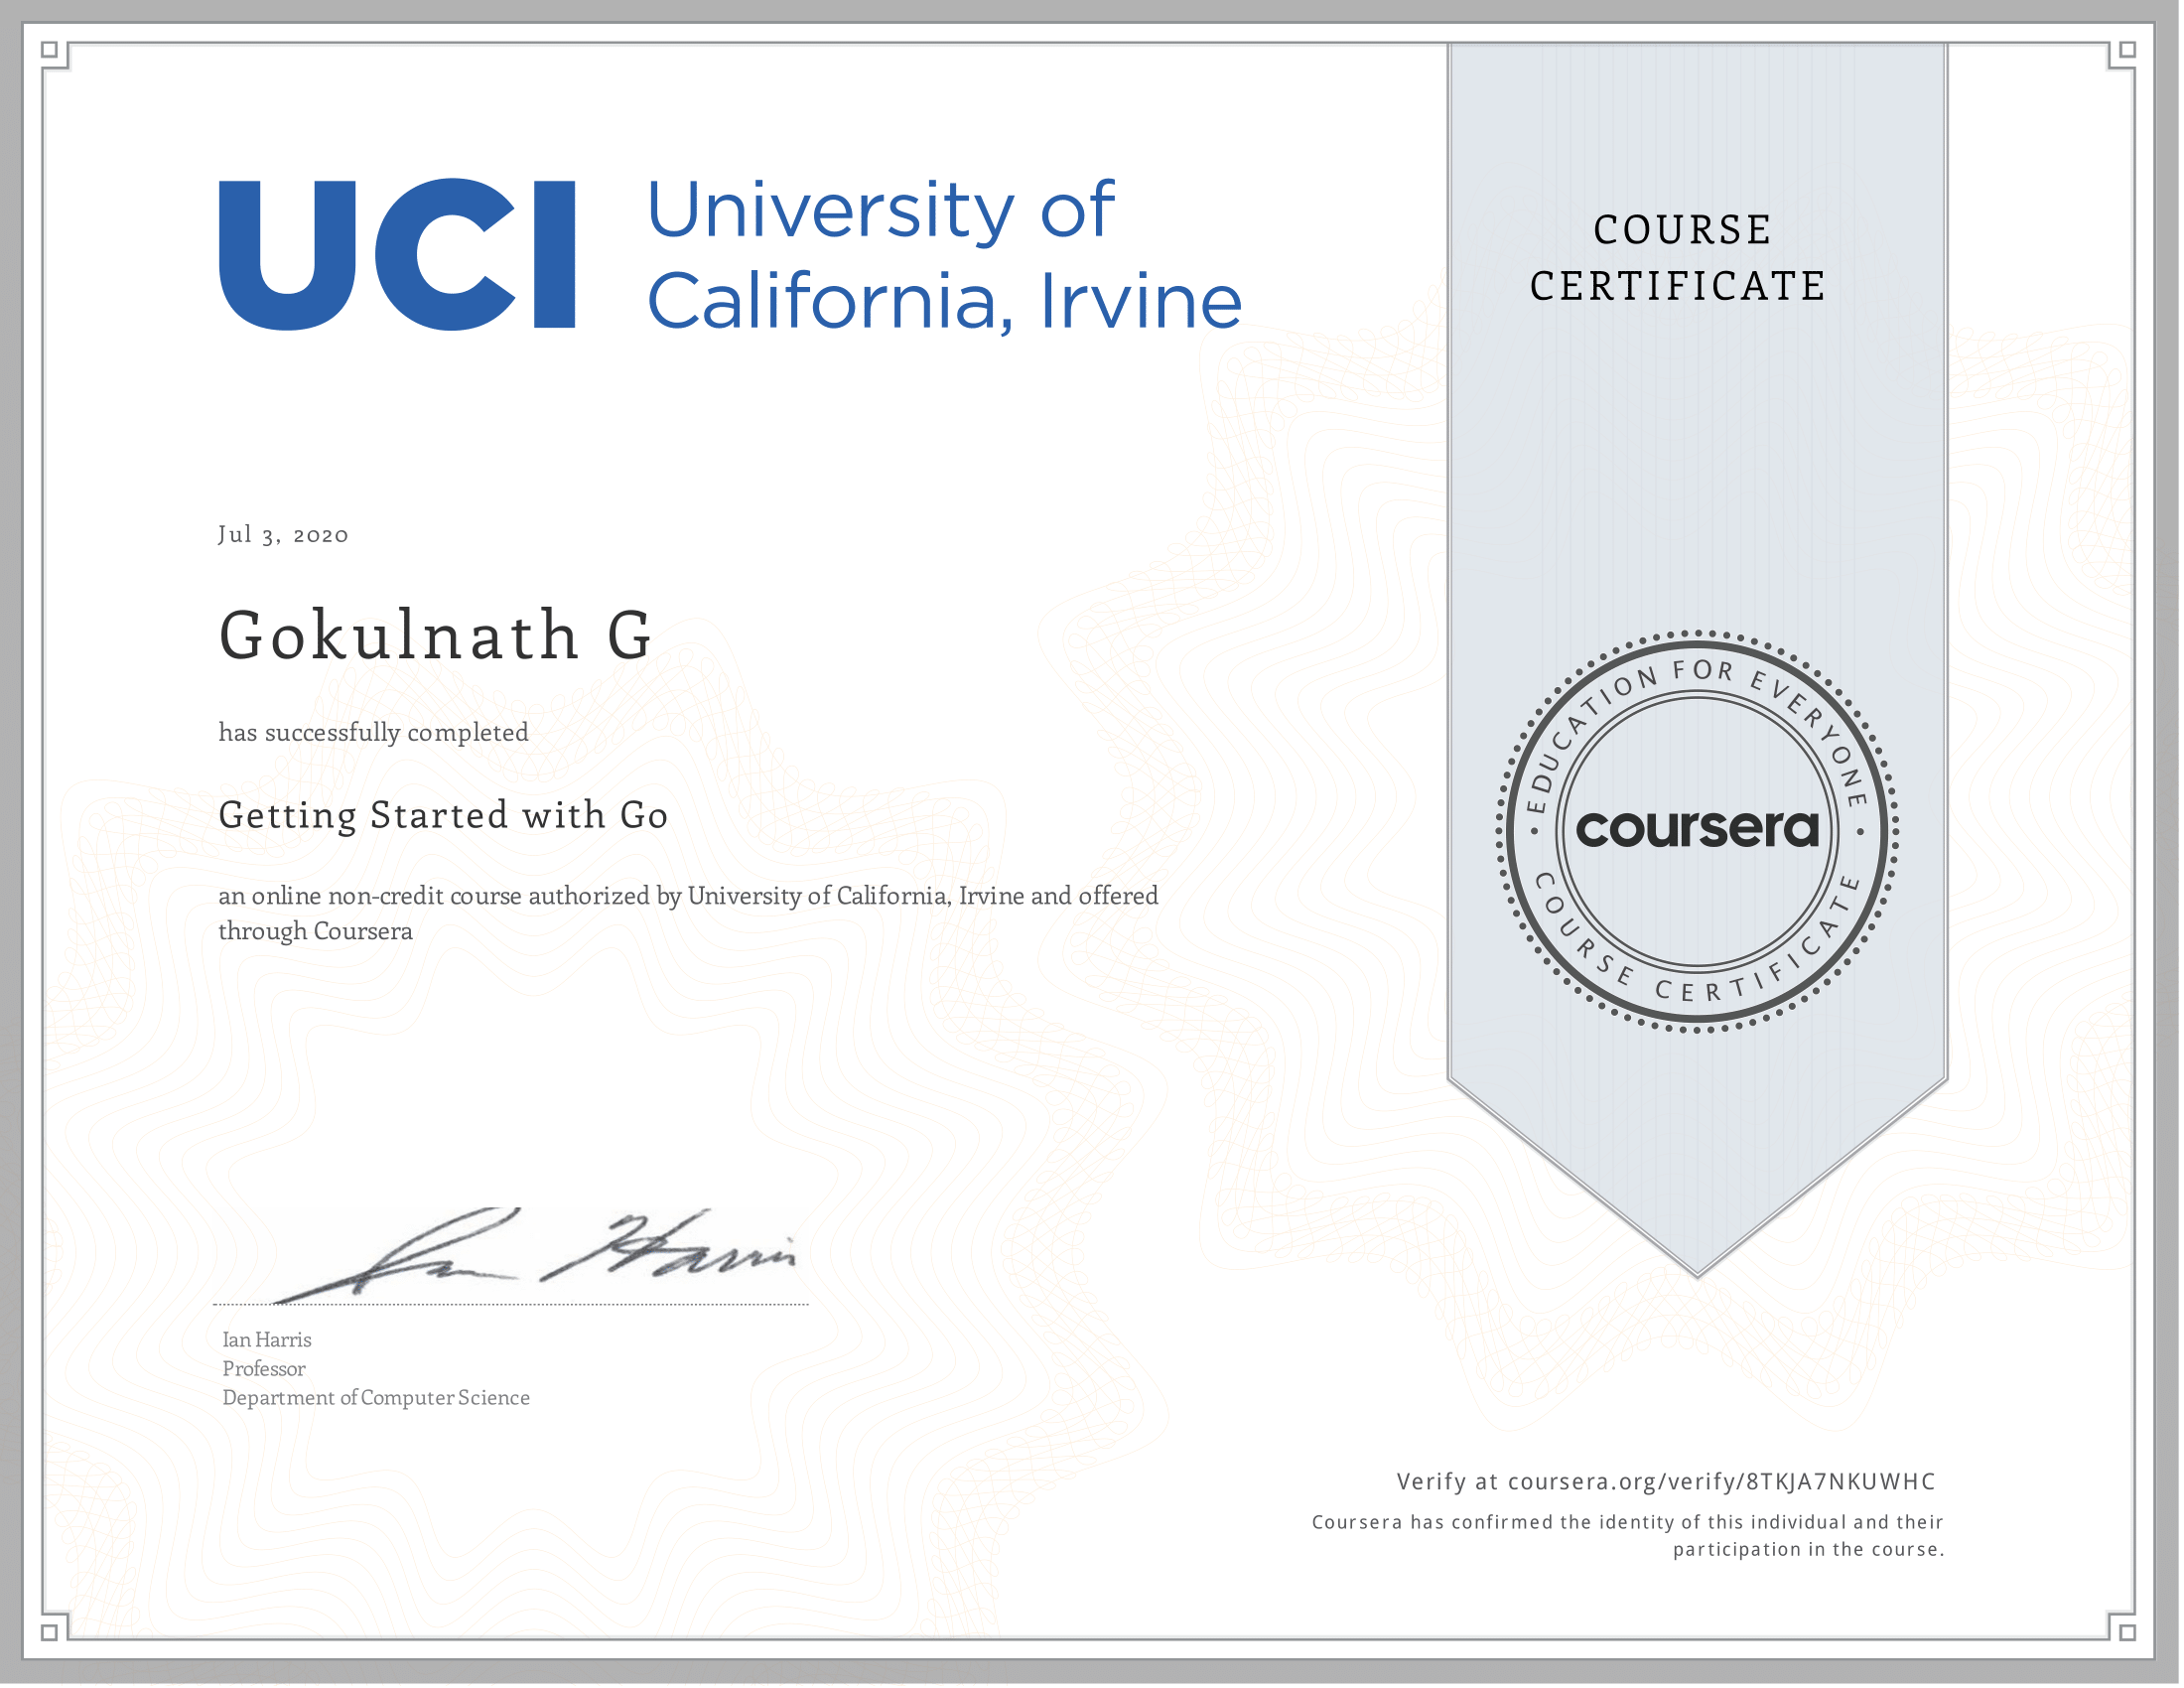 UCI
University of
California, Irvine
COURSE
CERTIFICATE
Jul 3, 2020
Gokulnath G
has successfully completed
Getting Started with Go
an online non-credit course authorized by University of California, Irvine and offered
through Coursera
EDUCATION FOR EVERYONE
coursera
COURSE CERTIFICATE
Ian Harris
Ian Harris
Professor
Department of Computer Science
Verify at coursera.org/verify/8TKJA7NKUWHC
Coursera has confirmed the identity of this individual and their
participation in the course.